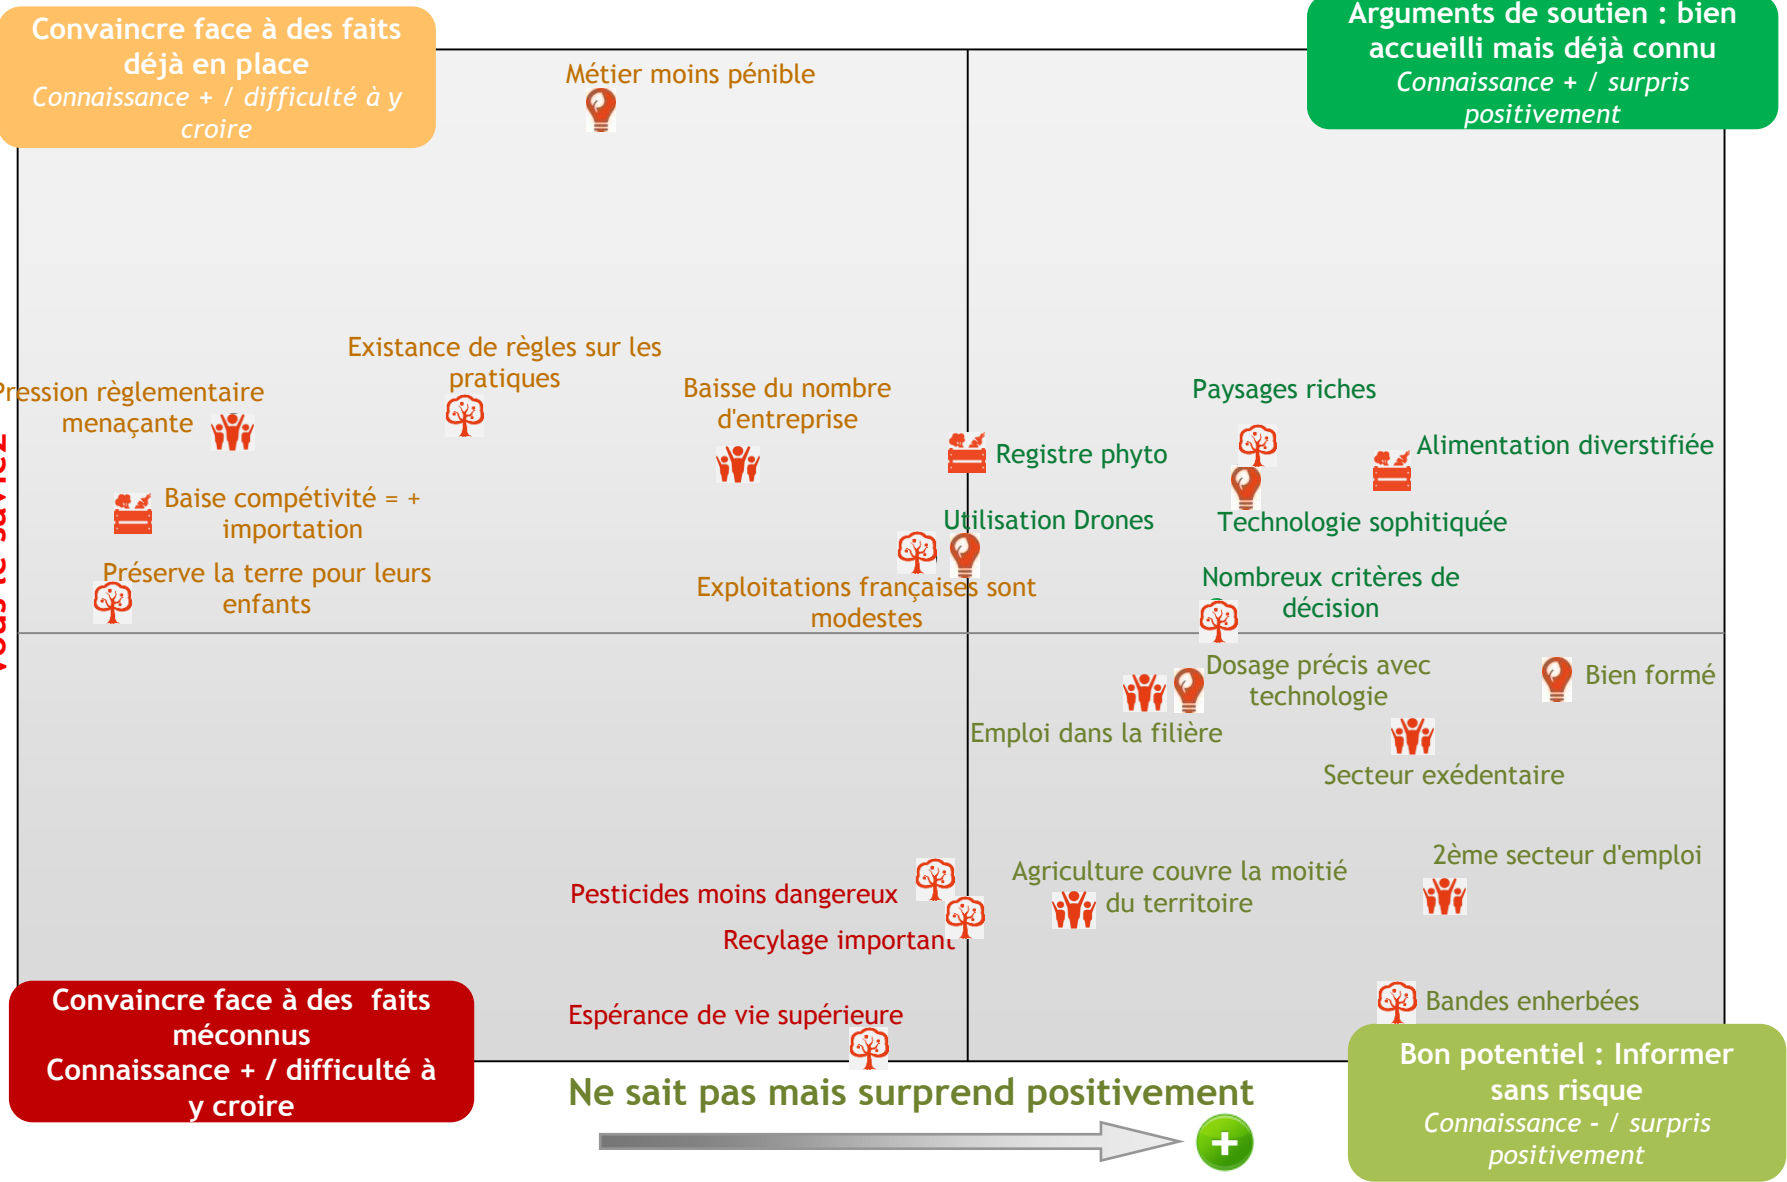 Convaincre face à des faits
déjà en place
Connaissance + / difficulté à y
croire
Arguments de soutien : bien
accueilli mais déjà connu
Connaissance + / surpris
positivement
Métier moins pénible
Existance de règles sur les
pratiques
Pression règlementaire
menaçante
Baisse du nombre
d'entreprise
Paysages riches
Registre phyto
Alimentation diverstifiée
Baise compétivité = +
importation
Utilisation Drones
Technologie sophitiquée
Préserve la terre pour leurs
enfants
Exploitations françaises sont
modestes
Nombreux critères de
décision
vous le saviez
Dosage précis avec
technologie
Bien formé
Emploi dans la filière
Secteur exédentaire
Pesticides moins dangereux
Recylage important
Agriculture couvre la moitié
du territoire
2ème secteur d'emploi
Espérance de vie supérieure
Bandes enherbées
Convaincre face à des faits
méconnus
Connaissance + / difficulté à
y croire
Bon potentiel : Informer
sans risque
Connaissance - / surpris
positivement
Ne sait pas mais surprend positivement
+